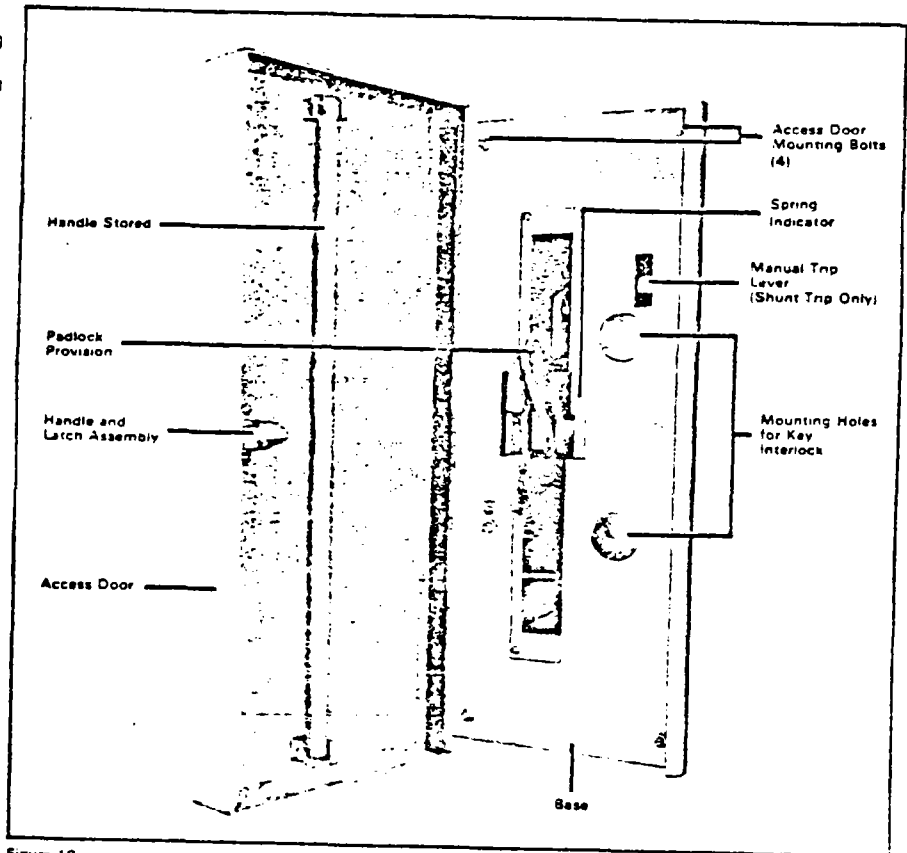 Access Door
Mounting Bolts
(4)
Spring
Indicator
Handle Stored
Manual Trip
Lever
(Shunt Trip Only)
Padlock
Provision
Handle and
Latch Assembly
Mounting Holes
for Key
Interlock
Access Door
Base